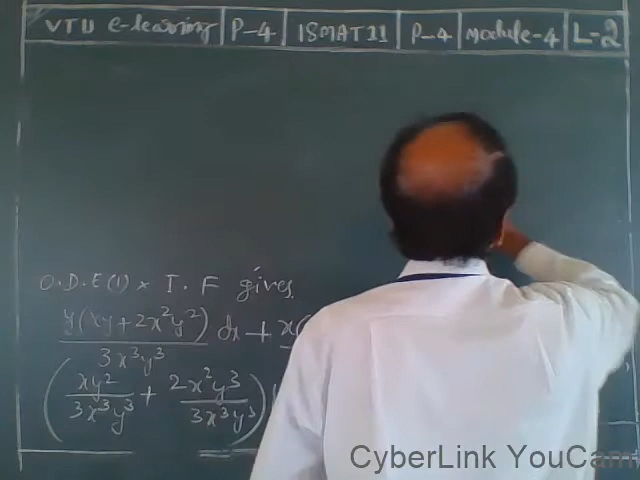 VTU e-learning P-4 18MAT11 P-4 Module-4 L-2
O.D.E(1) × I.F gives
y(xy+2x²y²)/3x³y³ dx + x(
(xy²/3x³y³ + 2x²y³/3x³y³)
CyberLink YouCam